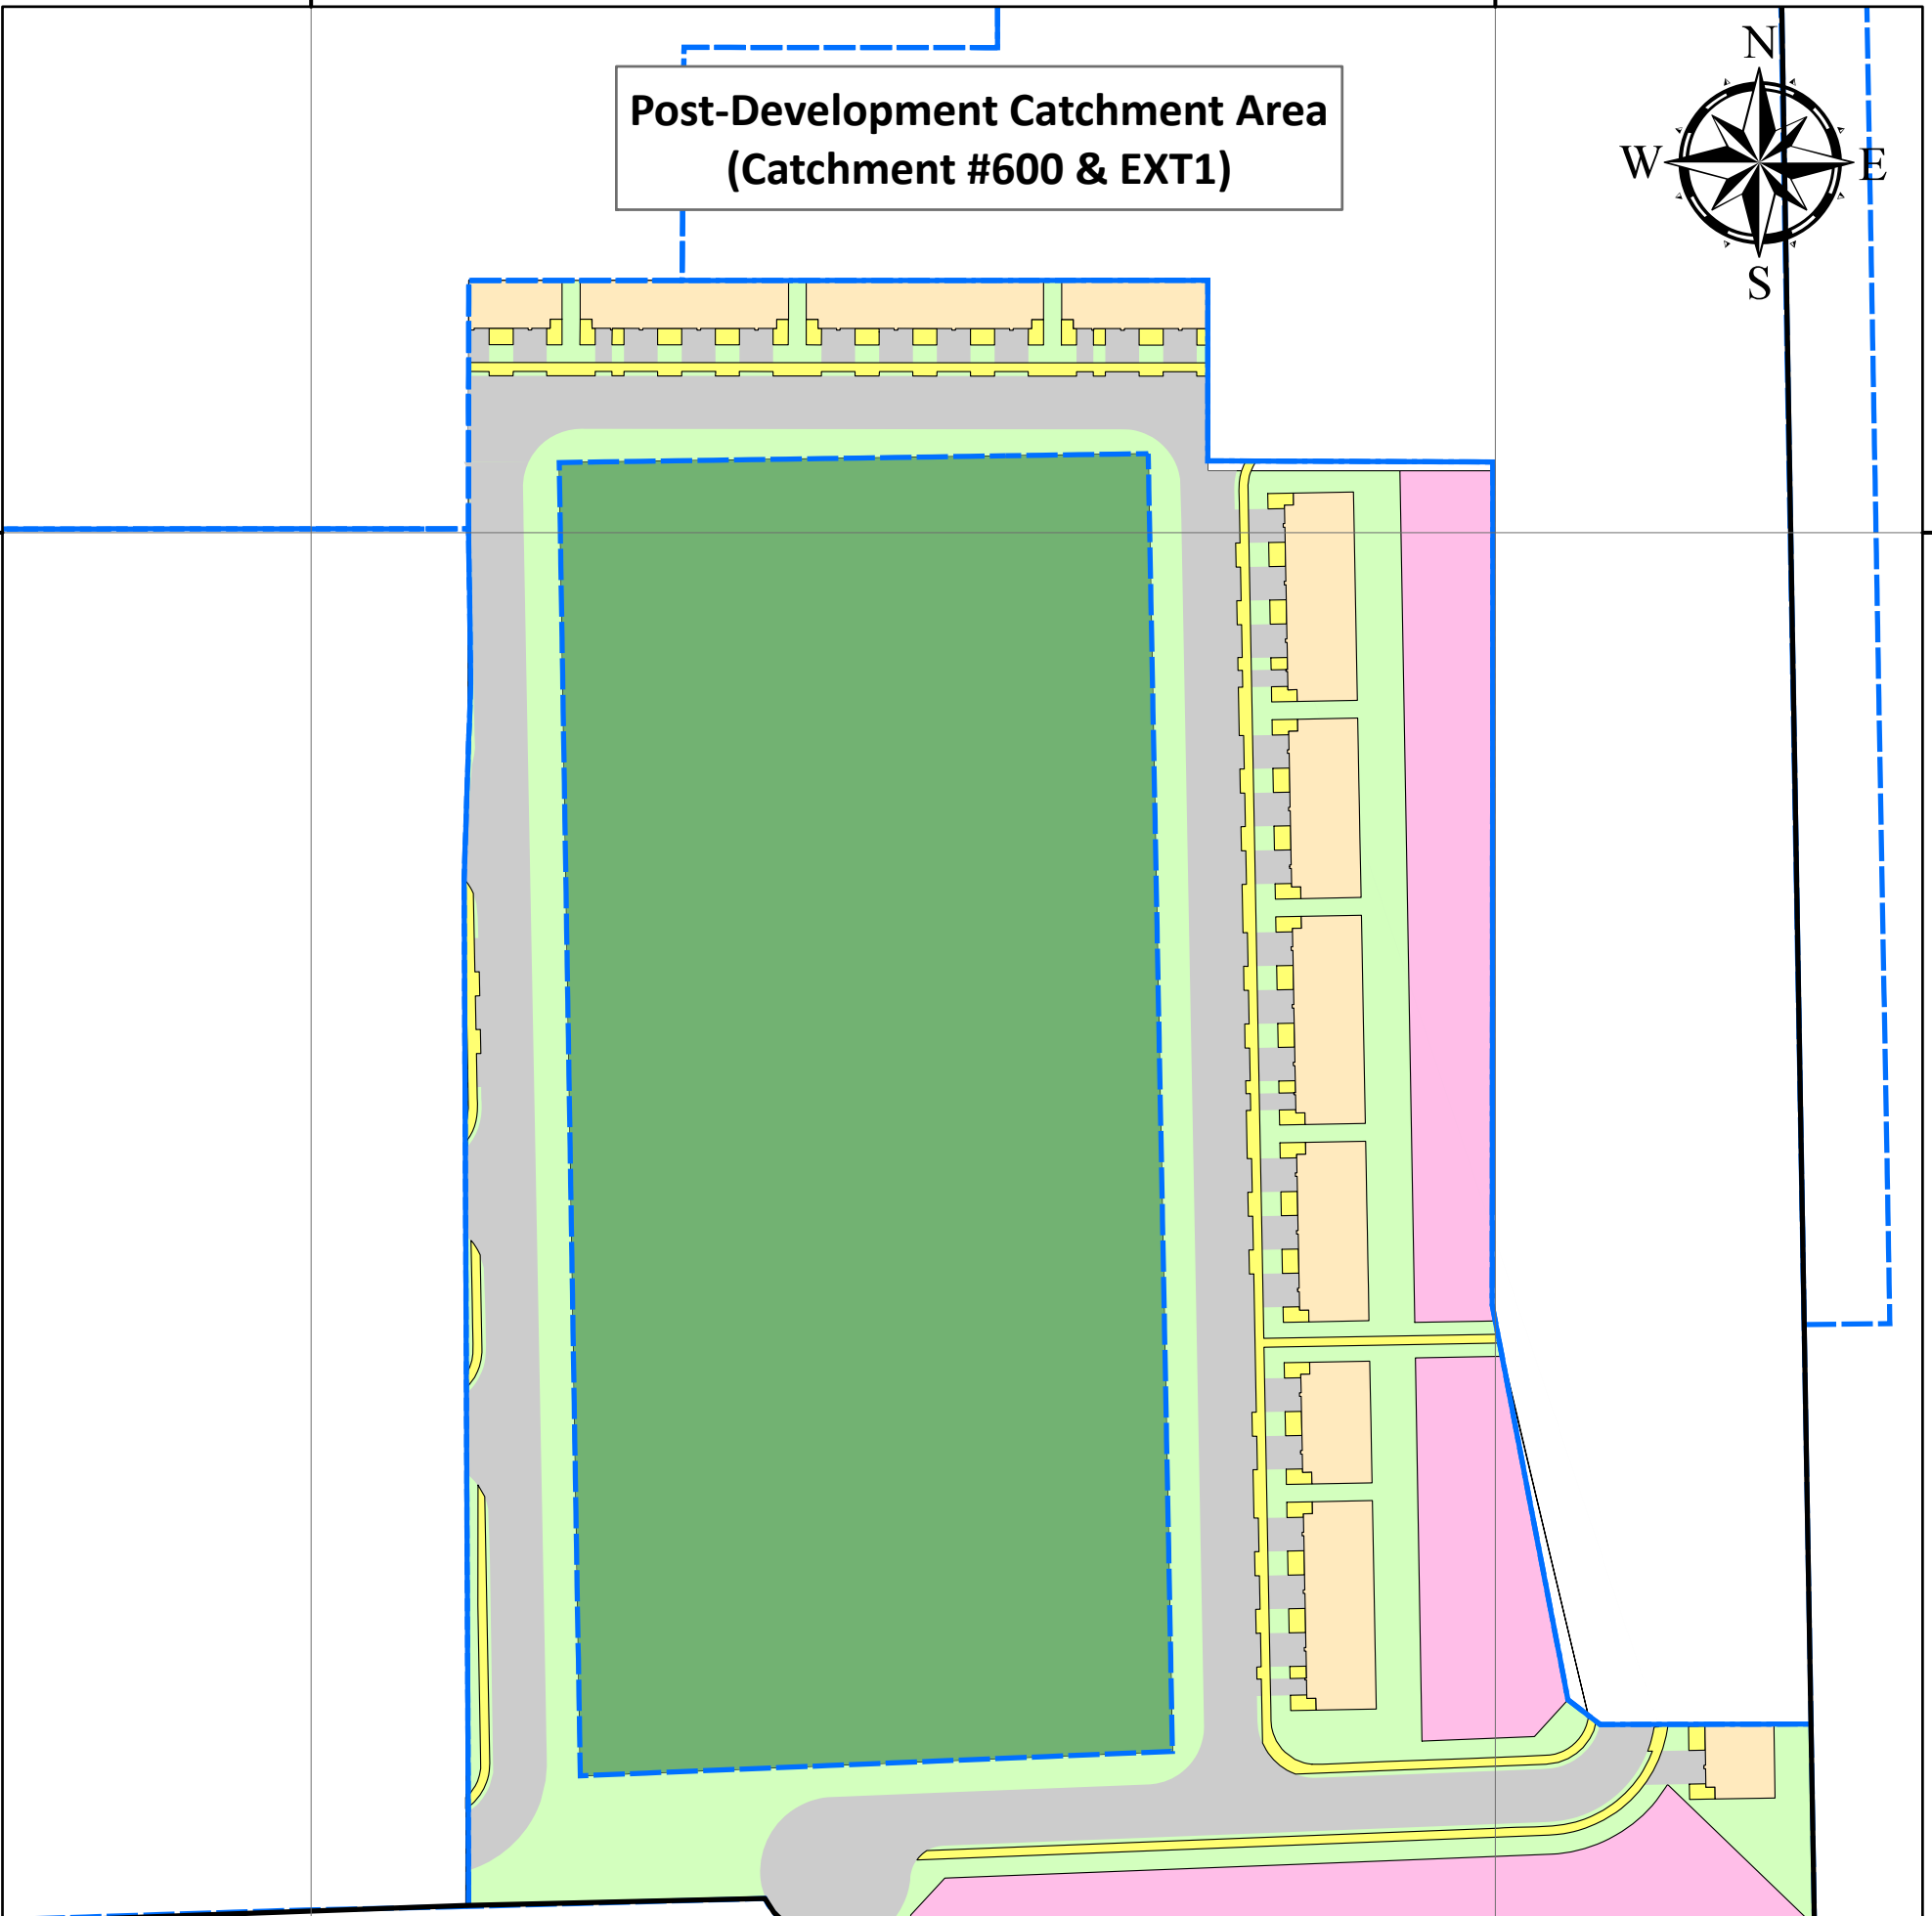 Post-Development Catchment Area
(Catchment #600 & EXT1)
N
W E
S